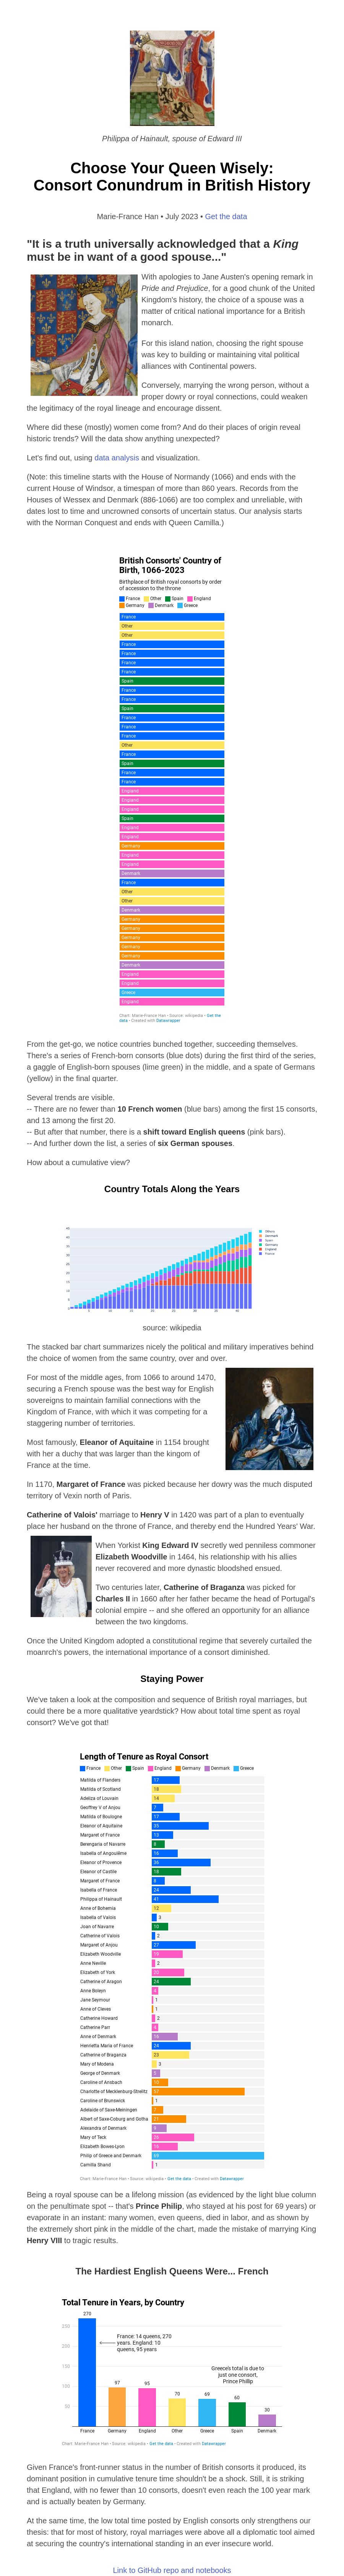 Philippa of Hainault, spouse of Edward III
Choose Your Queen Wisely:
Consort Conundrum in British History
Marie-France Han • July 2023 • Get the data
"It is a truth universally acknowledged that a King
must be in want of a good spouse..."
With apologies to Jane Austen's opening remark in
Pride and Prejudice, for a good chunk of the United
Kingdom's history, the choice of a spouse was a
matter of critical national importance for a British
monarch.
For this island nation, choosing the right spouse
was key to building or maintaining vital political
alliances with Continental powers.
Conversely, marrying the wrong person, without a
proper dowry or royal connections, could weaken
the legitimacy of the royal lineage and encourage dissent.
Where did these (mostly) women come from? And do their places of origin reveal
historic trends? Will the data show anything unexpected?
Let's find out, using data analysis and visualization.
(Note: this timeline starts with the House of Normandy (1066) and ends with the
current House of Windsor, a timespan of more than 860 years. Records from the
Houses of Wessex and Denmark (886-1066) are too complex and unreliable, with
dates lost to time and uncrowned consorts of uncertain status. Our analysis starts
with the Norman Conquest and ends with Queen Camilla.)
British Consorts' Country of
Birth, 1066-2023
Birthplace of British royal consorts by order
of accession to the throne
France Other Spain England
Germany Denmark Greece
France
Other
Other
France
France
France
France
Spain
France
France
Spain
France
France
France
Other
France
Spain
France
France
England
England
England
Spain
England
England
Germany
England
England
Denmark
France
Other
Other
Denmark
Germany
Germany
Germany
Germany
Germany
Denmark
England
England
Greece
England
Chart: Marie-France Han • Source: wikipedia • Get the
data • Created with Datawrapper
From the get-go, we notice consorts bunched together, succeeding themselves.
There's a series of French-born consorts (blue dots) during the first third of the series,
a gaggle of English-born spouses (lime green) in the middle, and a spate of Germans
(yellow) in the final quarter.
Several trends are visible.
-- There are no fewer than 10 French women (blue bars) among the first 15 consorts,
and 13 among the first 20.
-- But after that number, there is a shift toward English queens (pink bars).
-- And further down the list, a series of six German spouses.
How about a cumulative view?
Country Totals Along the Years
source: wikipedia
The stacked bar chart summarizes nicely the political and military imperatives behind
the choice of women from the same country, over and over.
For most of the middle ages, from 1066 to around 1470,
securing a French spouse was the best way for English
sovereigns to maintain familial connections with the
Kingdom of France, with which it was competing for a
staggering number of territories.
Most famously, Eleanor of Aquitaine in 1154 brought
with her a duchy that was larger than the kingom of
France at the time.
In 1170, Margaret of France was picked because her dowry was the much disputed
territory of Vexin north of Paris.
Catherine of Valois' marriage to Henry V in 1420 was part of a plan to eventually
place her husband on the throne of France, and thereby end the Hundred Years' War.
When Yorkist King Edward IV secretly wed penniless commoner
Elizabeth Woodville in 1464, his relationship with his allies
never recovered and more dynastic bloodshed ensued.
Two centuries later, Catherine of Braganza was picked for
Charles II in 1660 after her father became the head of Portugal's
colonial empire -- and she offered an opportunity for an alliance
between the two kingdoms.
Once the United Kingdom adopted a constitutional regime that severely curtailed the
moanrch's powers, the international importance of a consort diminished.
Staying Power
We've taken a look at the composition and sequence of British royal marriages, but
could there be a more qualitative yardstick? How about total time spent as royal
consort? We've got that!
Length of Tenure as Royal Consort
France Other Spain England Germany Denmark Greece
Matilda of Flanders 17
Matilda of Scotland 18
Adeliza of Louvain 14
Geoffrey V of Anjou 7
Matilda of Boulogne 17
Eleanor of Aquitaine 35
Margaret of France 13
Berengaria of Navarre 8
Isabella of Angoulême 16
Eleanor of Provence 36
Eleanor of Castile 18
Margaret of France 8
Isabella of France 24
Philippa of Hainault 41
Anne of Bohemia 12
Isabella of Valois 3
Joan of Navarre 10
Catherine of Valois 2
Margaret of Anjou 27
Elizabeth Woodville 19
Anne Neville 2
Elizabeth of York
Catherine of Aragon 24
Anne Boleyn
Jane Seymour 1
Anne of Cleves 1
Catherine Howard 2
Catherine Parr
Anne of Denmark 16
Henrietta Maria of France 24
Catherine of Braganza 23
Mary of Modena 3
George of Denmark
Caroline of Ansbach 10
Charlotte of Mecklenburg-Strelitz 57
Caroline of Brunswick 1
Adelaide of Saxe-Meiningen 7
Albert of Saxe-Coburg and Gotha 21
Alexandra of Denmark 9
Mary of Teck 26
Elizabeth Bowes-Lyon 16
Philip of Greece and Denmark 69
Camilla Shand 1
Chart: Marie-France Han • Source: wikipedia • Get the data • Created with Datawrapper
Being a royal spouse can be a lifelong mission (as evidenced by the light blue column
on the penultimate spot -- that's Prince Philip, who stayed at his post for 69 years) or
evaporate in an instant: many women, even queens, died in labor, and as shown by
the extremely short pink in the middle of the chart, made the mistake of marrying King
Henry VIII to tragic results.
The Hardiest English Queens Were... French
Total Tenure in Years, by Country
270
250
200
150
100
50
France: 14 queens, 270
years. England: 10
queens, 95 years
Greece's total is due to
just one consort,
Prince Phillip
97 95 70 69 60 30
France Germany England Other Greece Spain Denmark
Chart: Marie-France Han • Source: wikipedia • Get the data • Created with Datawrapper
Given France's front-runner status in the number of British consorts it produced, its
dominant position in cumulative tenure time shouldn't be a shock. Still, it is striking
that England, with no fewer than 10 consorts, doesn't even reach the 100 year mark
and is actually beaten by Germany.
At the same time, the low total time posted by English consorts only strengthens our
thesis: that for most of history, royal marriages were above all a diplomatic tool aimed
at securing the country's international standing in an ever insecure world.
Link to GitHub repo and notebooks